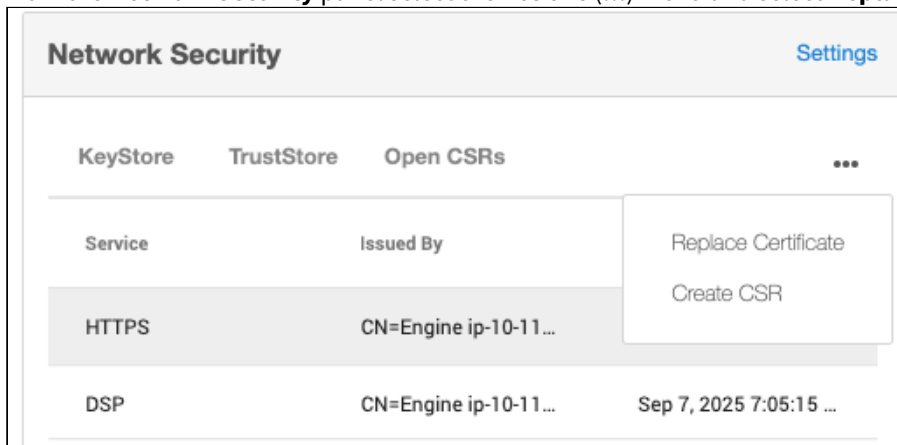 Network Security Settings
KeyStore TrustStore Open CSRs •••
Service Issued By
Replace Certificate
Create CSR
HTTPS CN=Engine ip-10-11...
DSP CN=Engine ip-10-11... Sep 7, 2025 7:05:15 ...